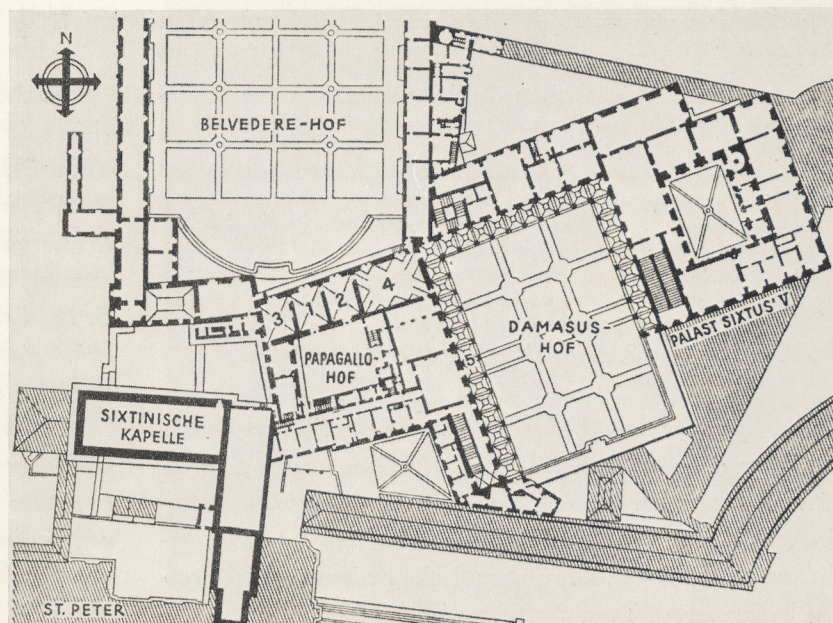 N
BELVEDERE-HOF
3
1
2
4
PAPAGALLO-
HOF
5
DAMASUS-
HOF
PALAST SIXTUS' V
SIXTINISCHE
KAPELLE
ST. PETER